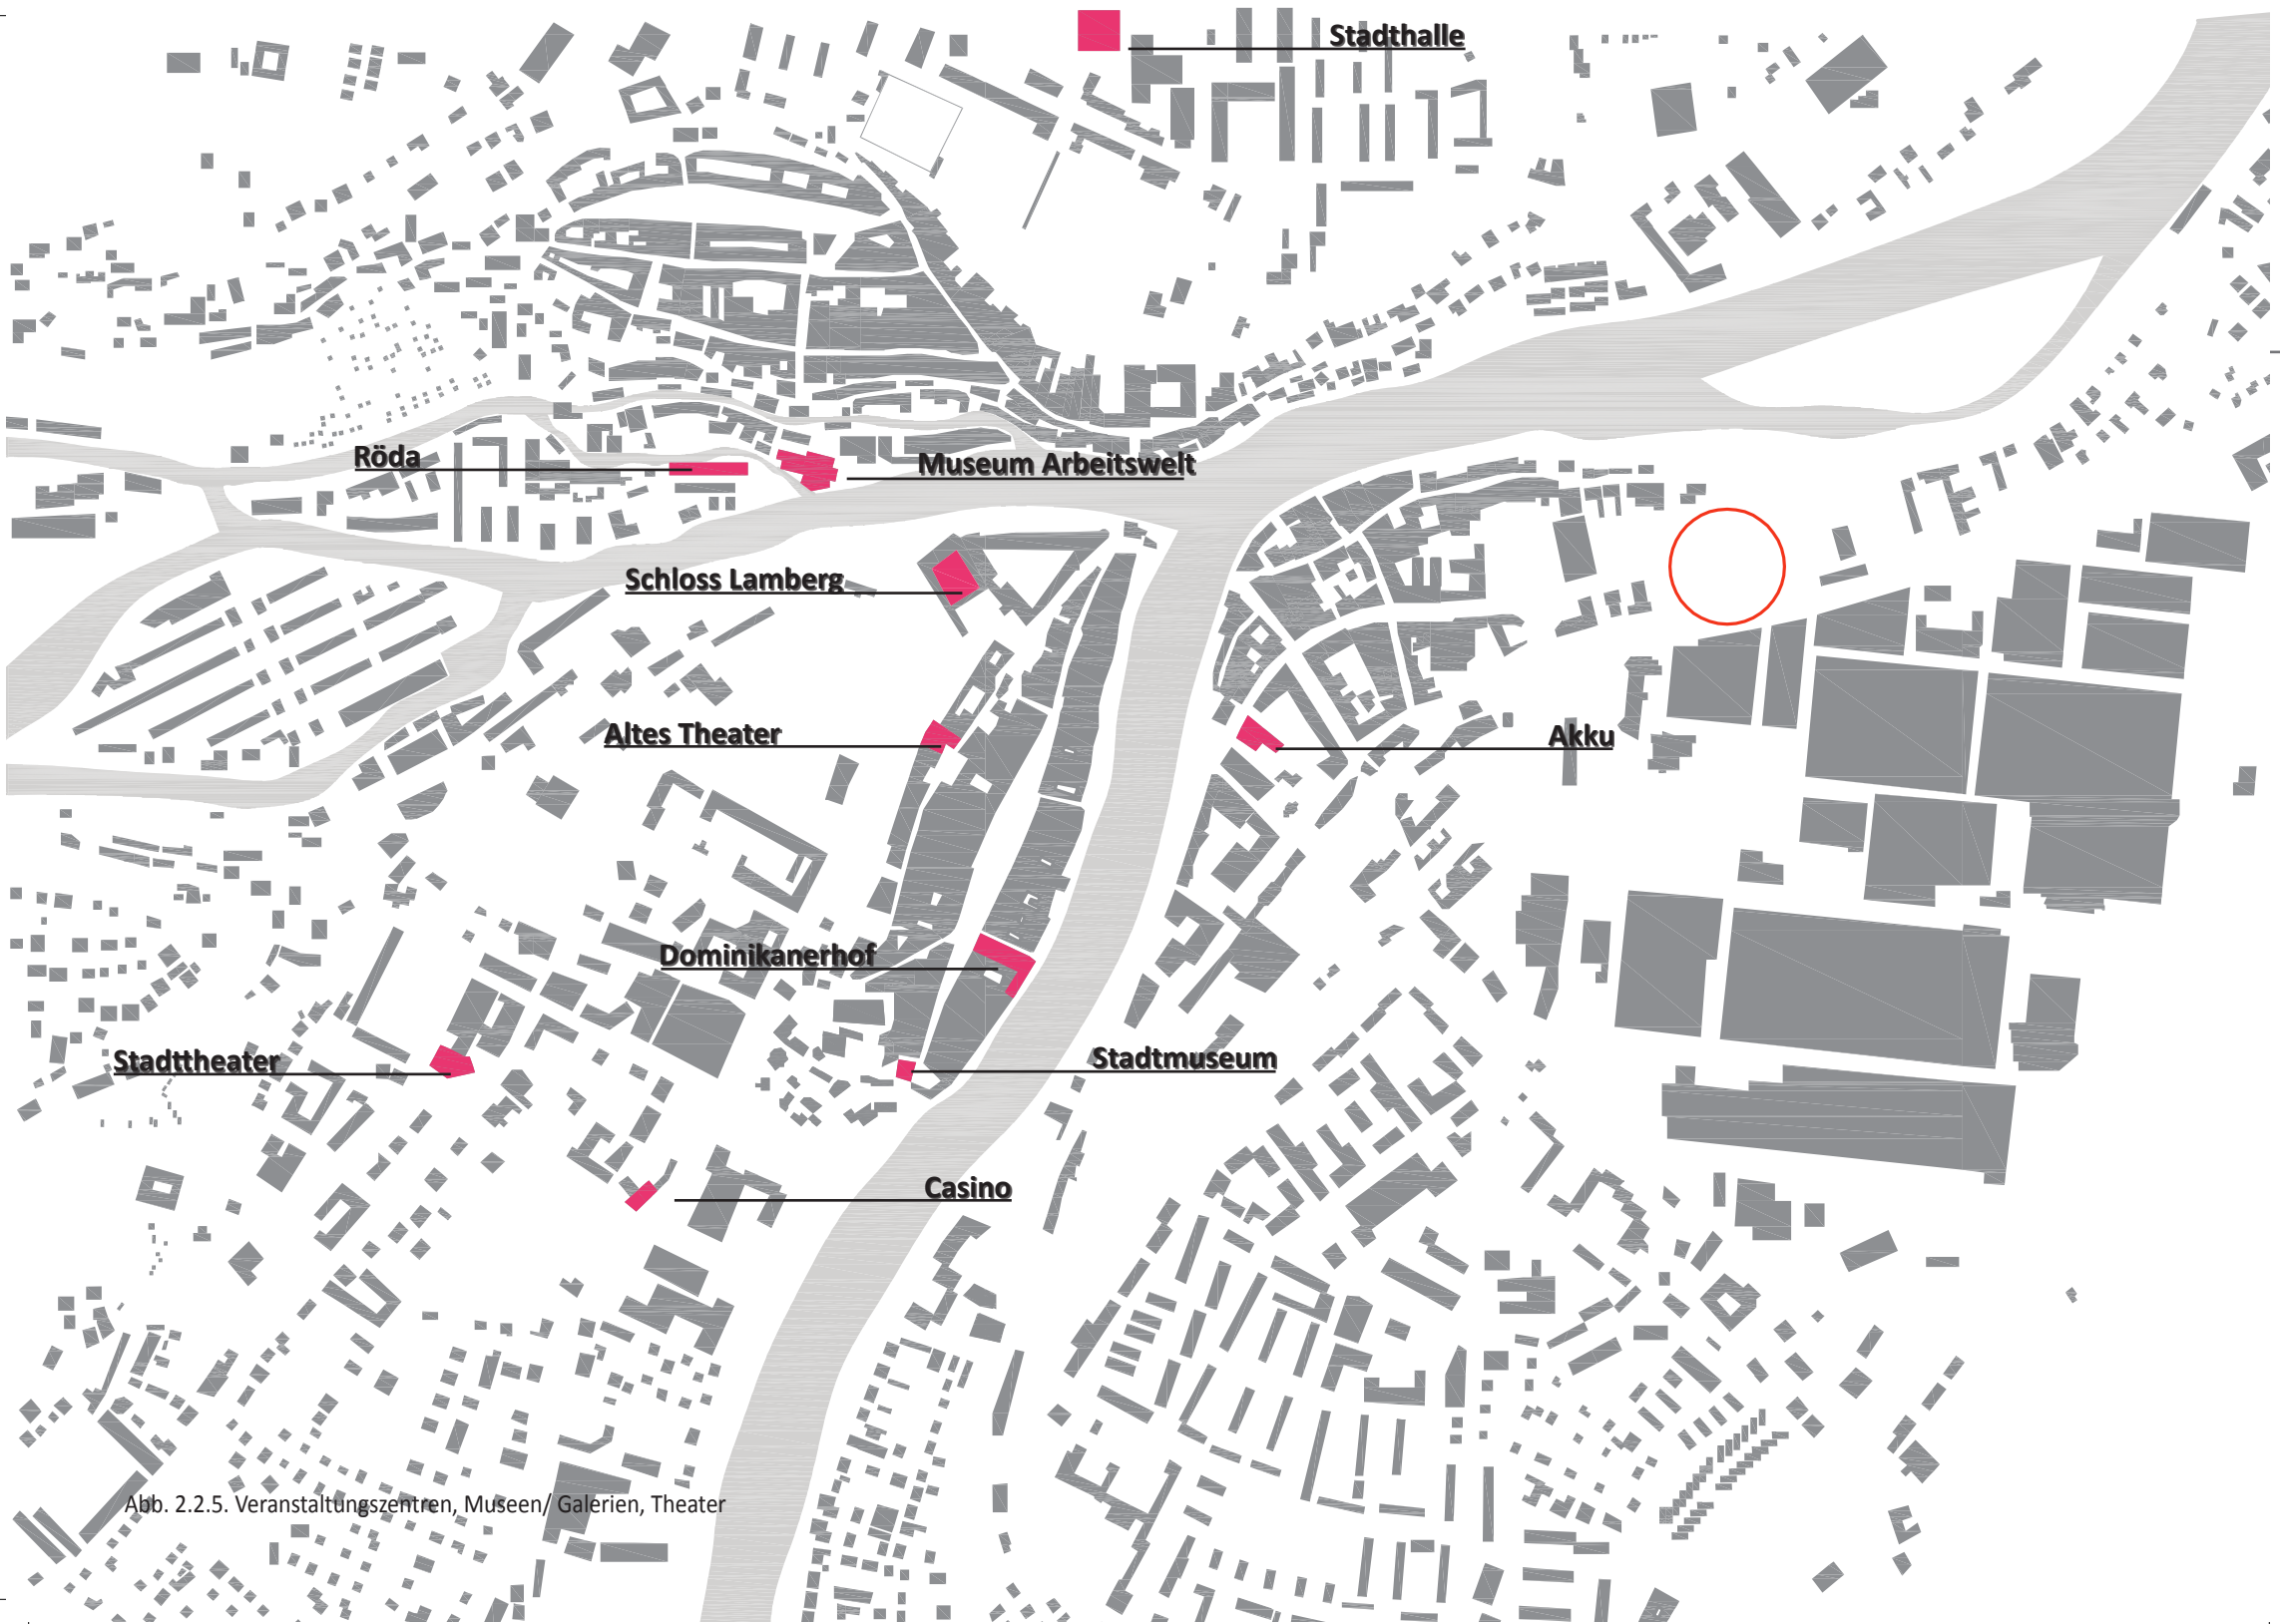 Stadthalle
Röda
Museum Arbeitswelt
Schloss Lamberg
Altes Theater
Akku
Dominikanerhof
Stadttheater
Stadtmuseum
Casino
Abb. 2.2.5. Veranstaltungszentren, Museen/ Galerien, Theater